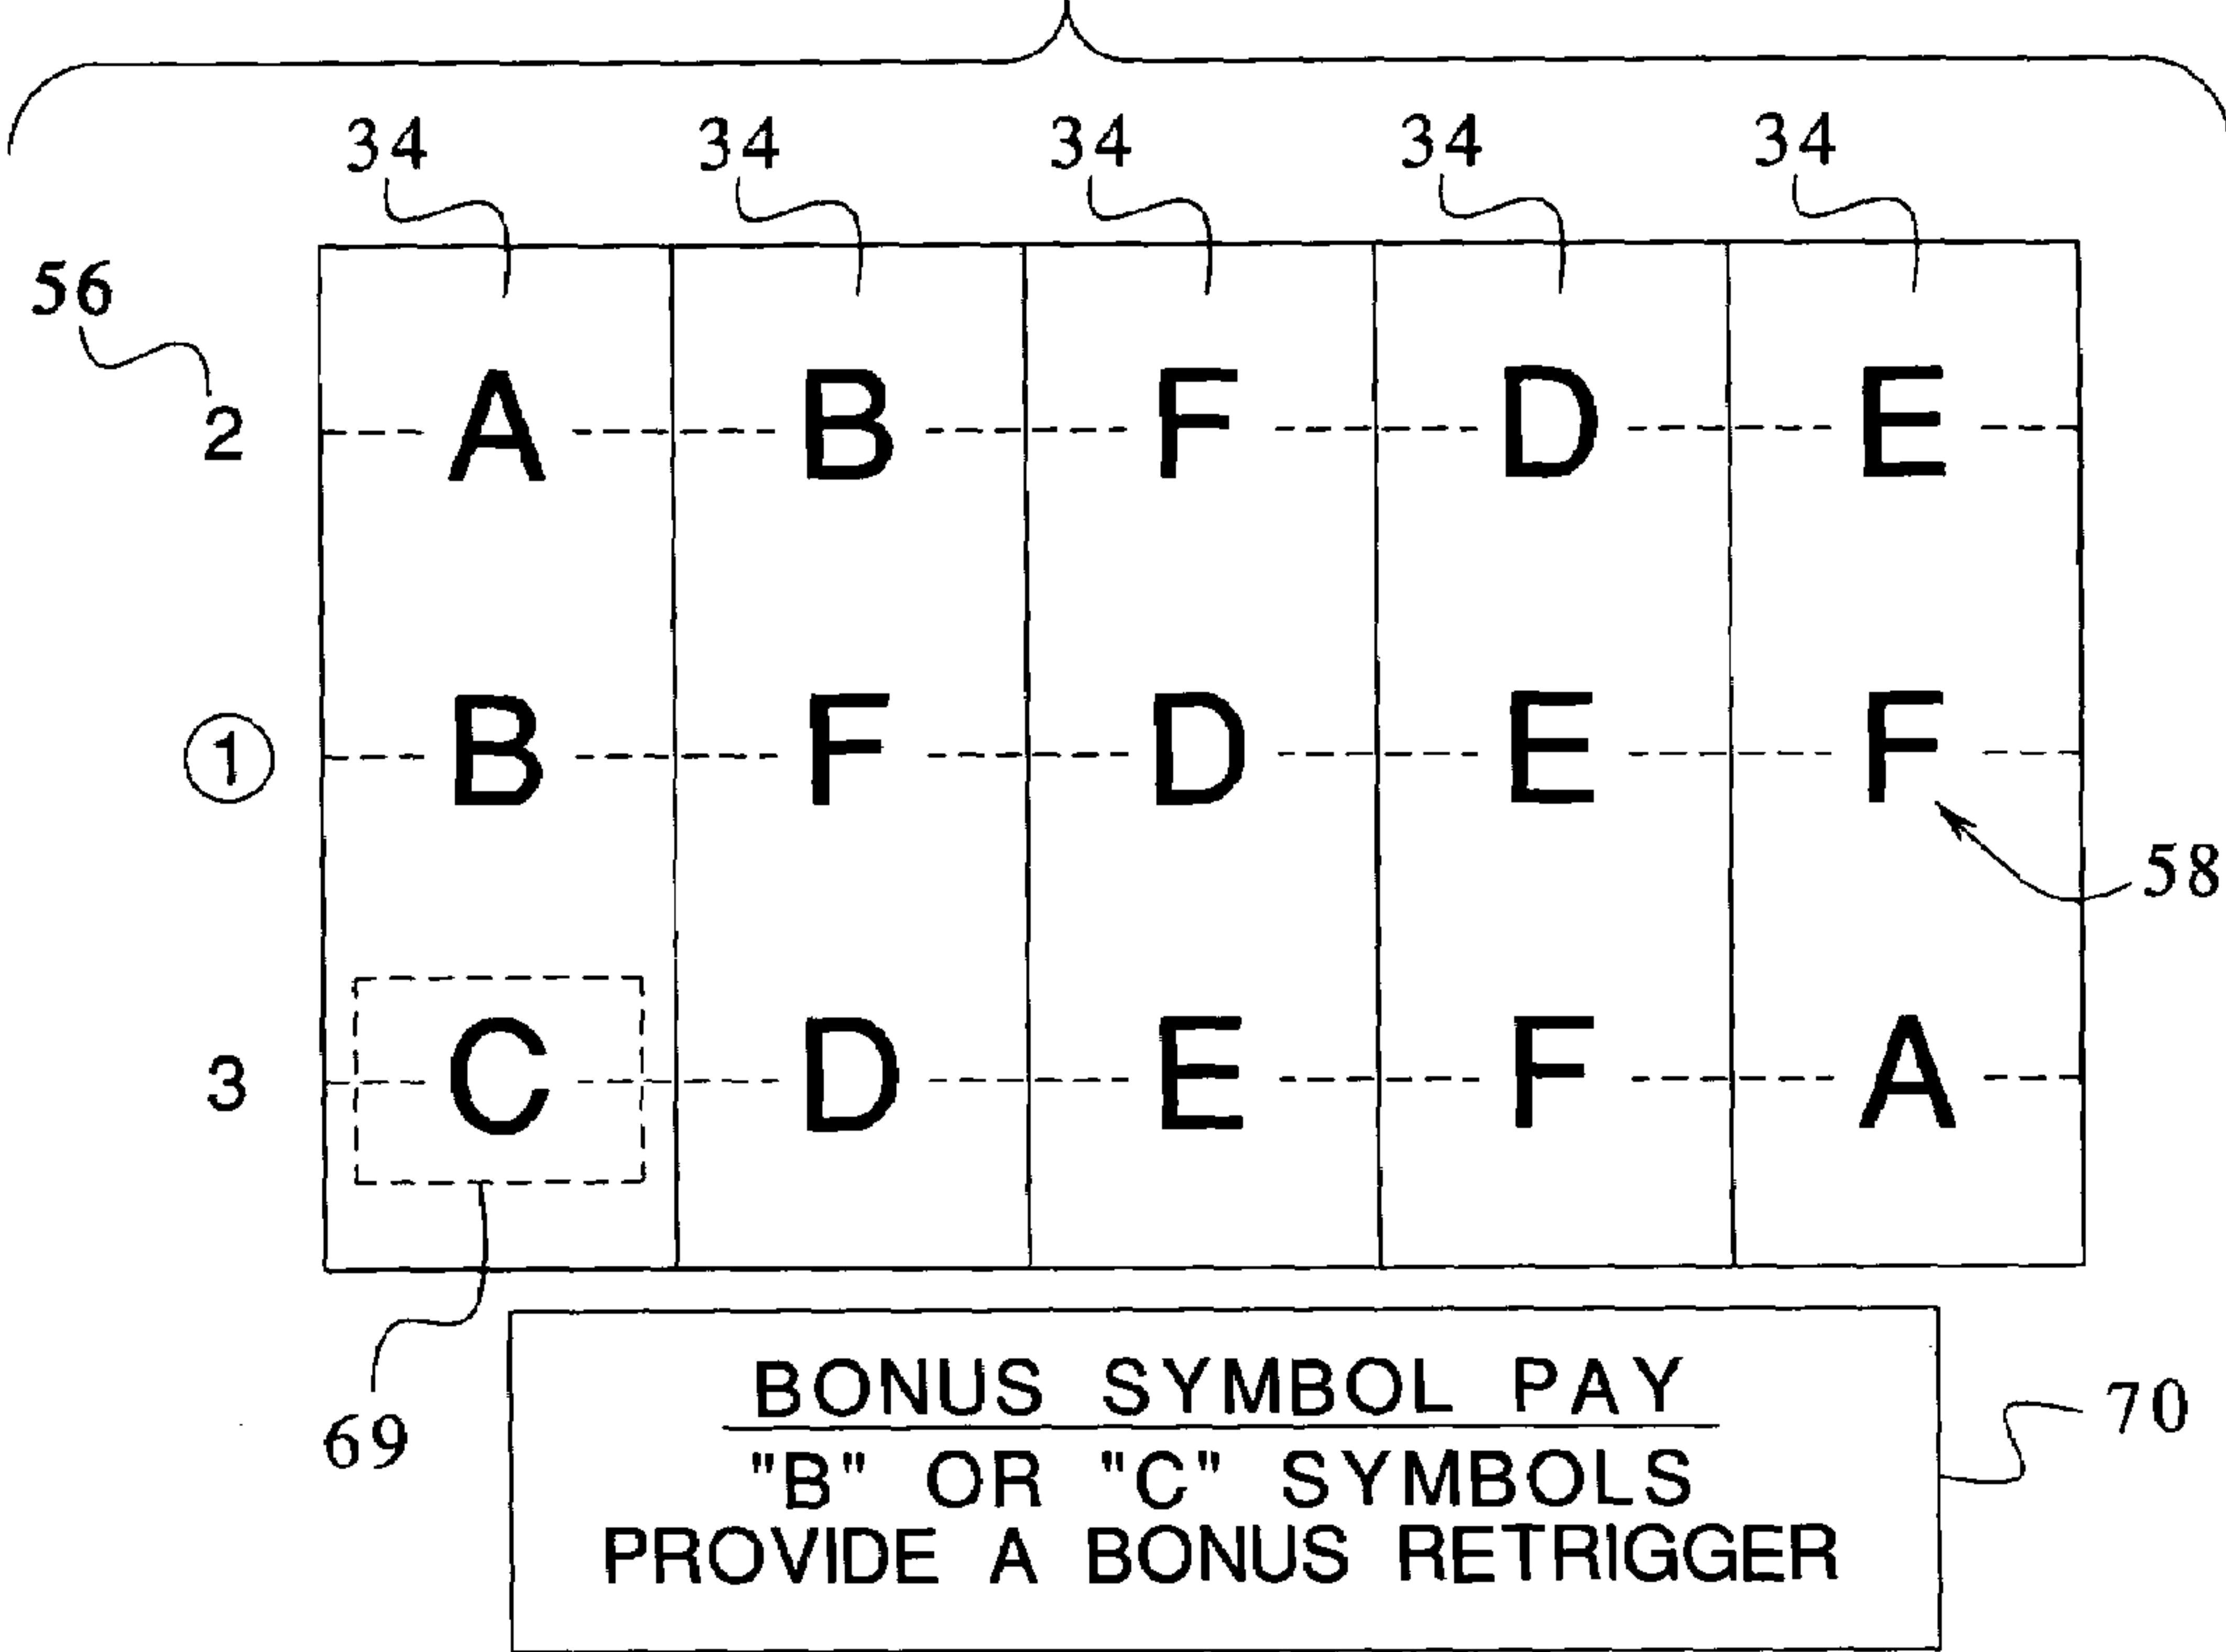 34 34 34 34 34
56
2 A B F D E
1 B F D E F
58
3 C D E F A
69
BONUS SYMBOL PAY
70
"B" OR "C" SYMBOLS
PROVIDE A BONUS RETRIGGER